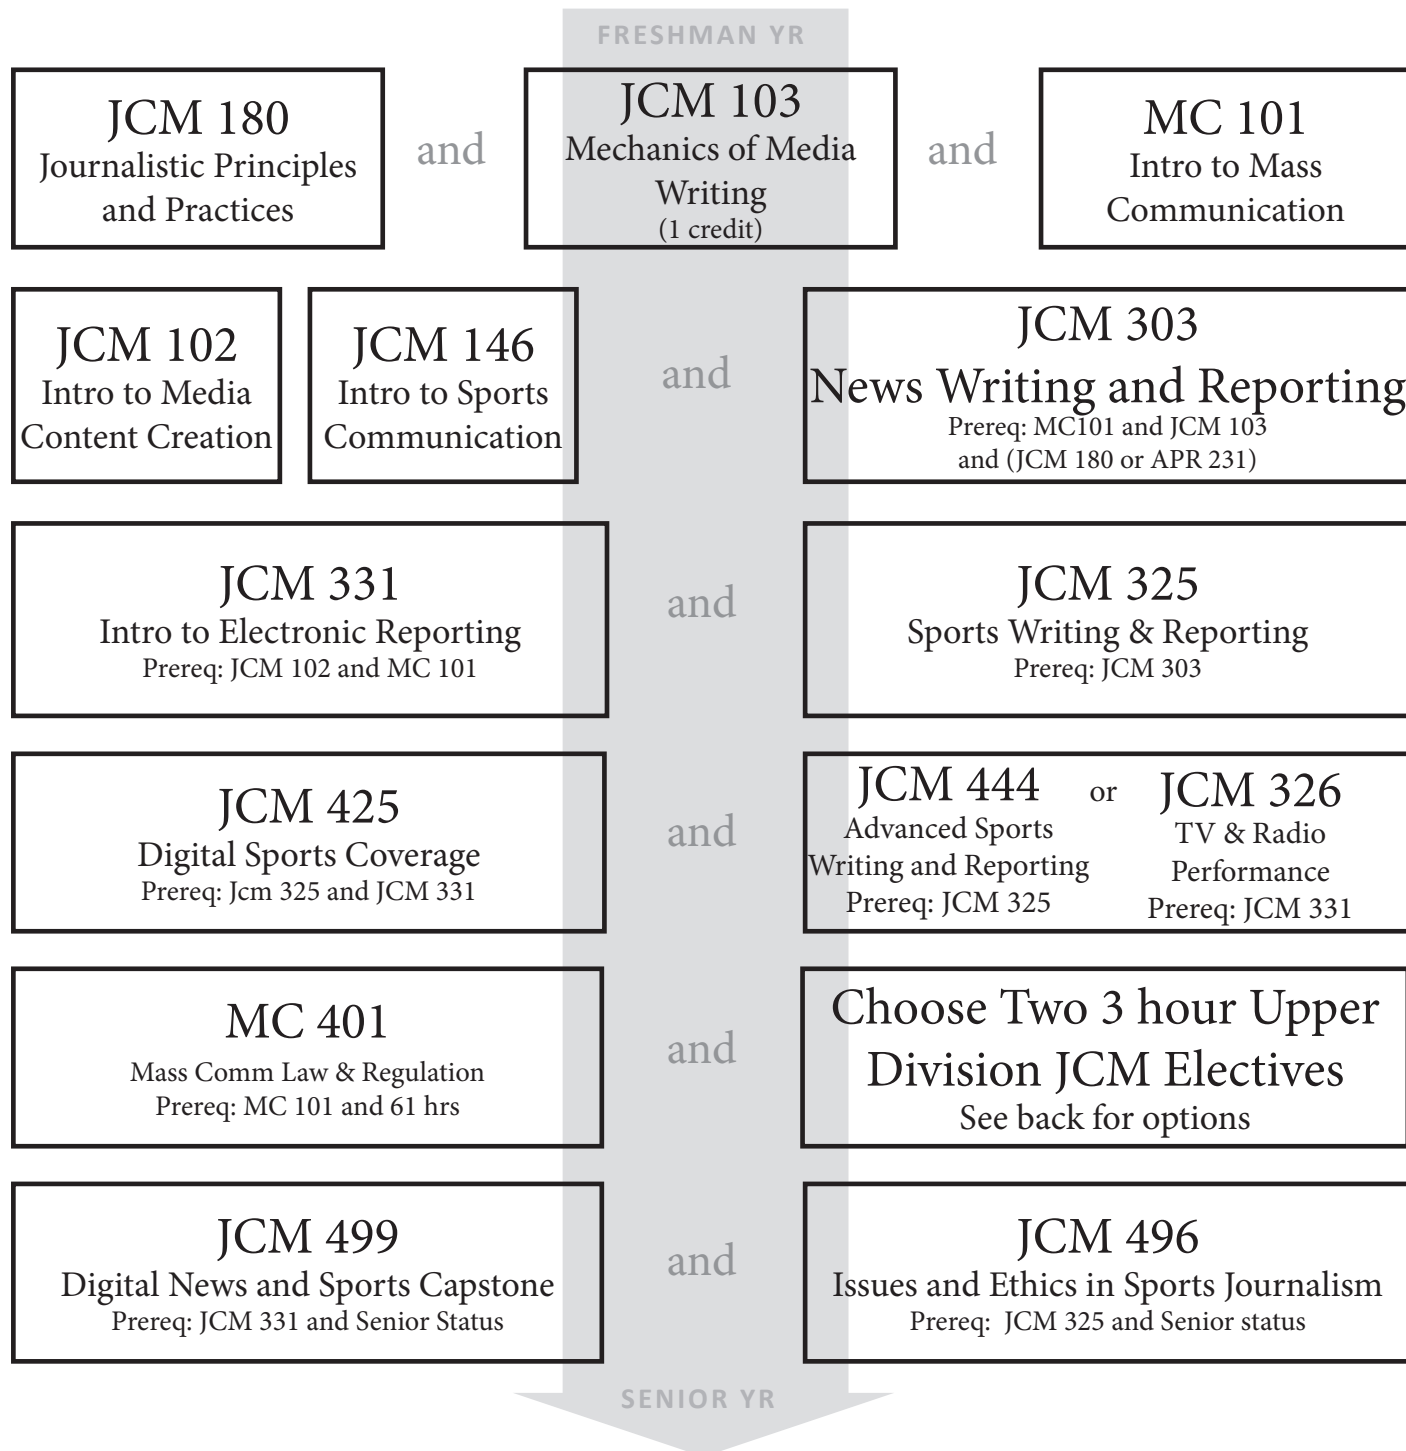 FRESHMAN YR
JCM 180
Journalistic Principles
and Practices
and
JCM 103
Mechanics of Media
Writing
(1 credit)
and
MC 101
Intro to Mass
Communication
JCM 102
Intro to Media
Content Creation
JCM 146
Intro to Sports
Communication
and
JCM 303
News Writing and Reporting
Prereq: MC101 and JCM 103
and (JCM 180 or APR 231)
JCM 331
Intro to Electronic Reporting
Prereq: JCM 102 and MC 101
and
JCM 325
Sports Writing & Reporting
Prereq: JCM 303
JCM 425
Digital Sports Coverage
Prereq: Jcm 325 and JCM 331
and
JCM 444
Advanced Sports
Writing and Reporting
Prereq: JCM 325
or
JCM 326
TV & Radio
Performance
Prereq: JCM 331
MC 401
Mass Comm Law & Regulation
Prereq: MC 101 and 61 hrs
and
Choose Two 3 hour Upper
Division JCM Electives
See back for options
JCM 499
Digital News and Sports Capstone
Prereq: JCM 331 and Senior Status
and
JCM 496
Issues and Ethics in Sports Journalism
Prereq: JCM 325 and Senior status
SENIOR YR